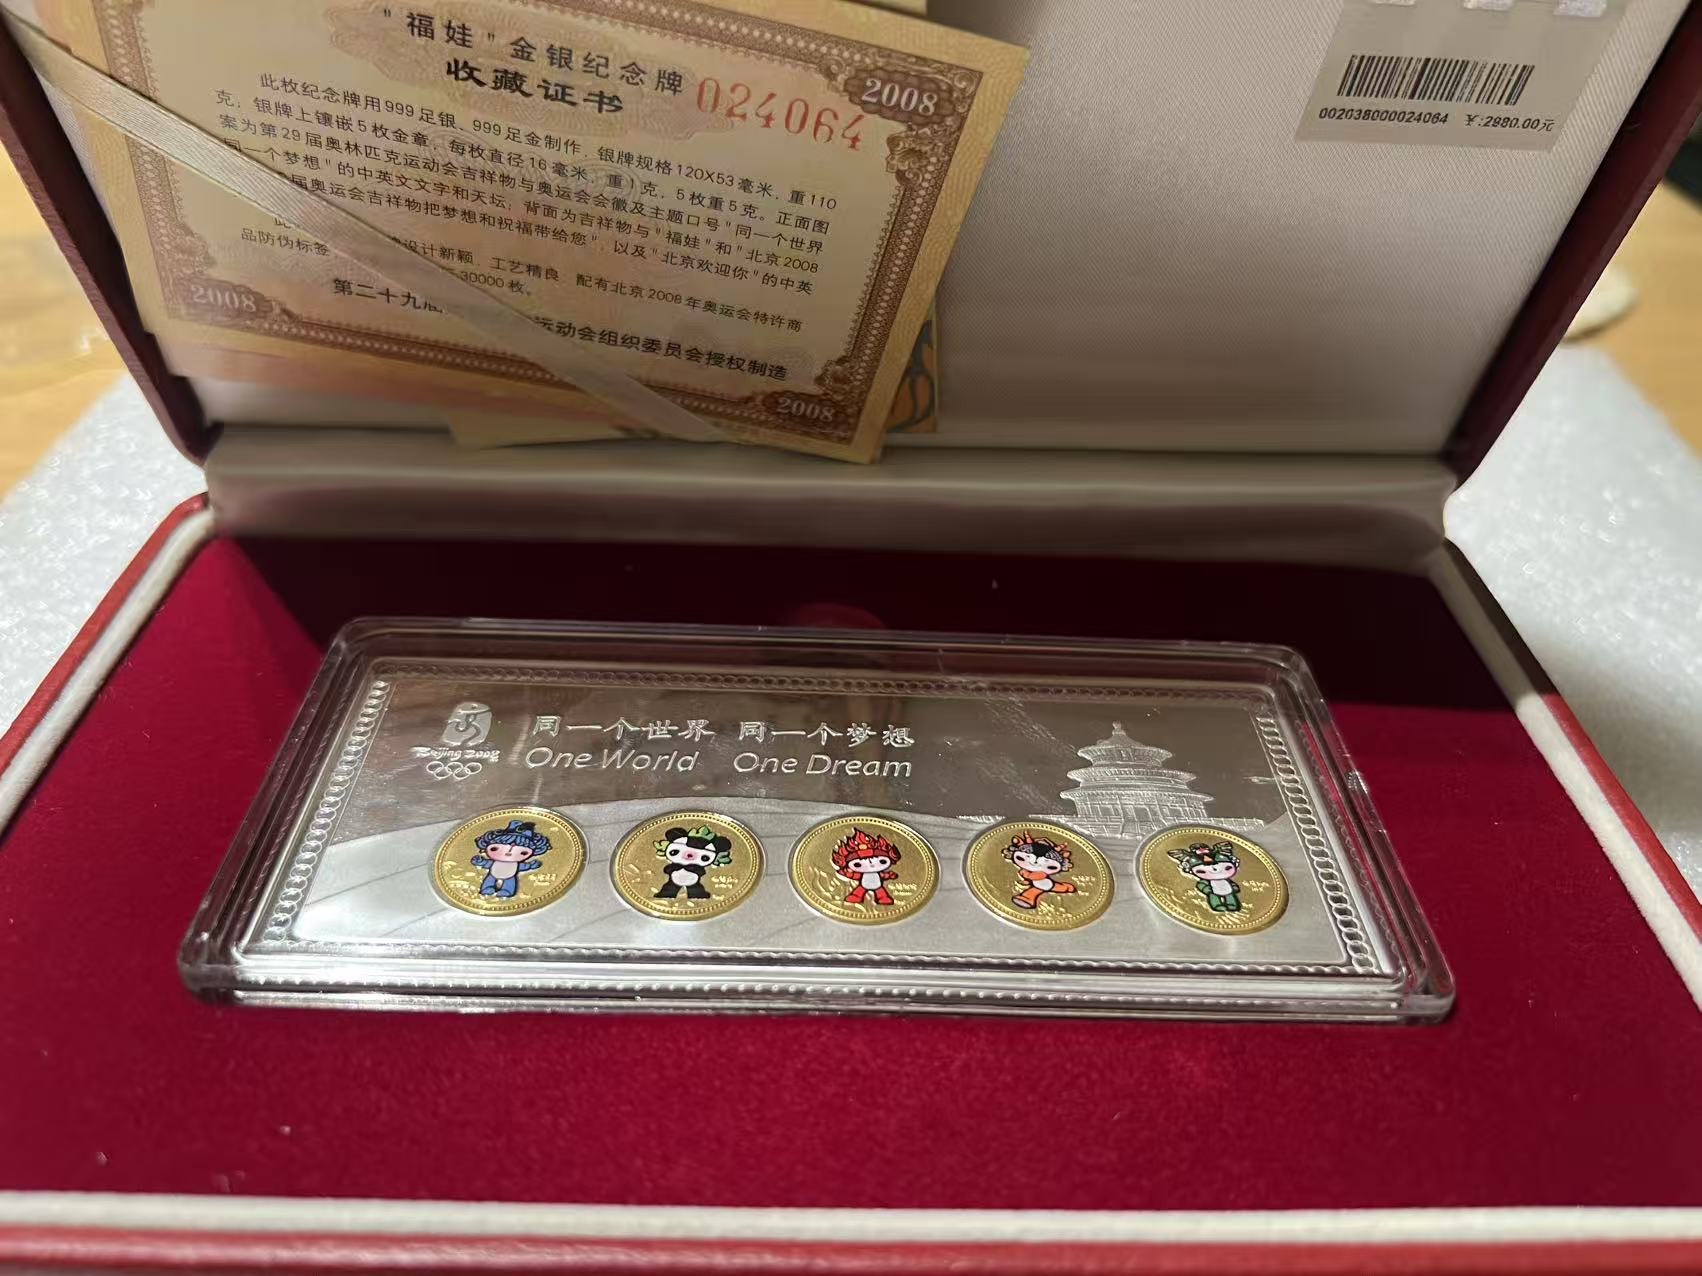 "福娃"金银纪念牌
收藏证书
024064
2008
此枚纪念牌用999足银、999足金制作，银牌规格120X53毫米，重110
克；银牌上镶嵌5枚金章，每枚直径16毫米，重1克，5枚重5克。正面图
案为第29届奥林匹克运动会吉祥物与奥运会会徽及主题口号"同一个世界
同一个梦想"的中英文文字和天坛；背面为吉祥物与"福娃"和"北京2008
届奥运会吉祥物把梦想和祝福带给您"，以及"北京欢迎你"的中英
设计新颖，工艺精良 配有北京2008年奥运会特许商
品防伪标签
30000枚。
第二十九届
运动会组织委员会授权制造
2008
2008
002038000024064 ¥:2980.00元
Beijing 2008
同一个世界 同一个梦想
One World One Dream